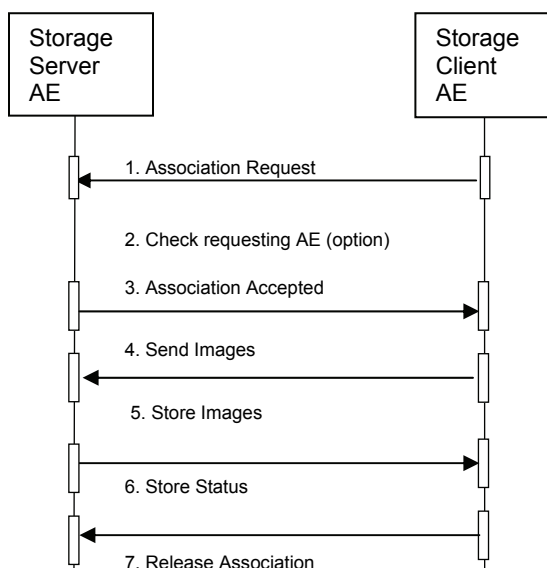 Storage
Server
AE
Storage
Client
AE
1. Association Request
2. Check requesting AE (option)
3. Association Accepted
4. Send Images
5. Store Images
6. Store Status
7. Release Association